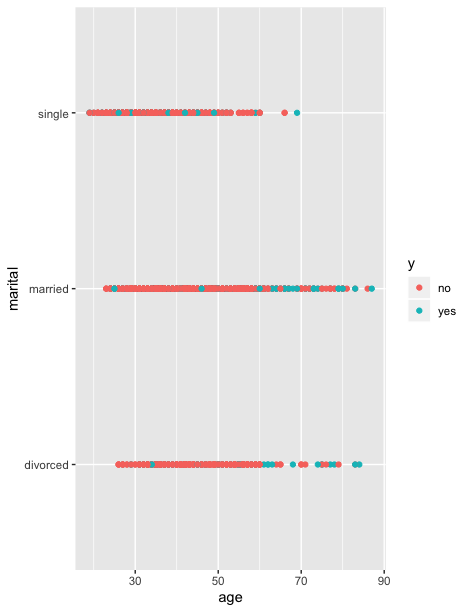 single
married
divorced
marital
30
50
70
90
age
y
no
yes